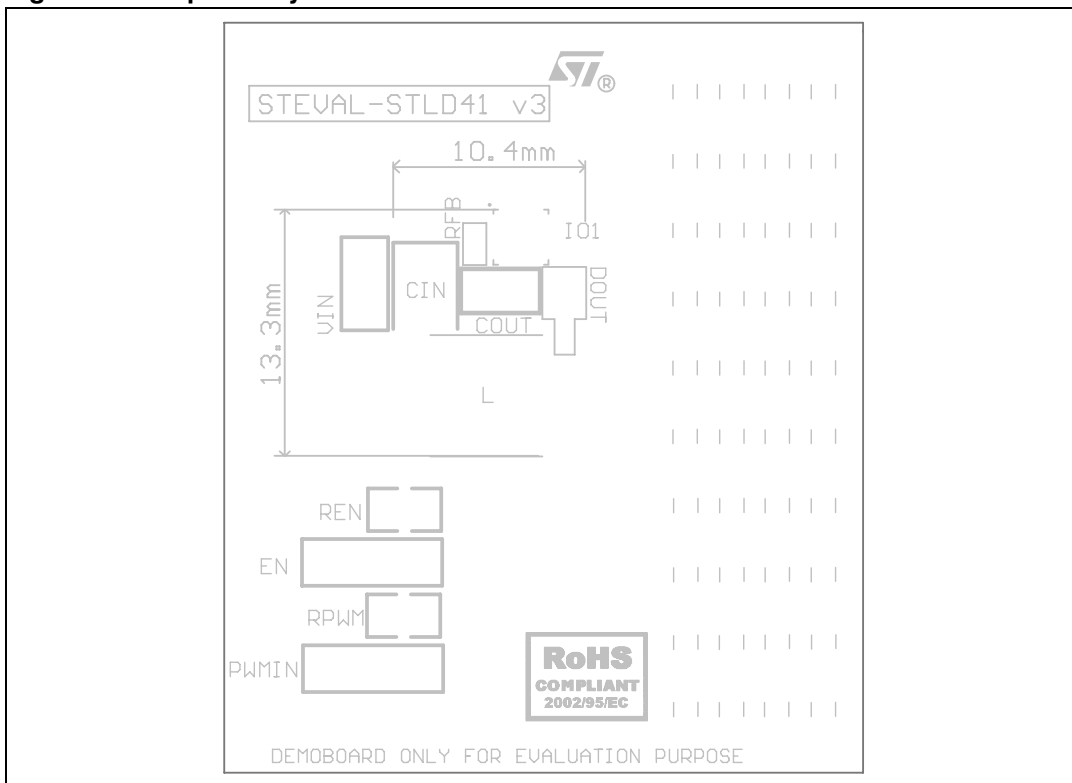 STEVAL-STLD41 v3
ST®
10.4mm
RFB
IO1
13.3mm
VIN
CIN
COUT
DOUT
L
REN
EN
RPWM
PWMIN
RoHS
COMPLIANT
2002/95/EC
DEMOBOARD ONLY FOR EVALUATION PURPOSE